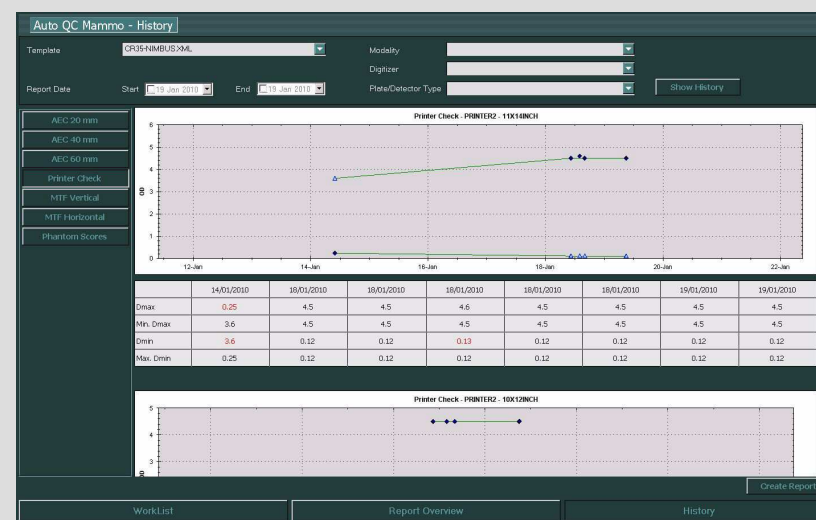 Auto QC Mammo - History
Template CR35-NIMBUS.XML Modality
Digitizer
Report Date Start 19 Jan 2010 End 19 Jan 2010 Plate/Detector Type Show History
AEC 20 mm
AEC 40 mm
AEC 60 mm
Printer Check
MTF Vertical
MTF Horizontal
Phantom Scores
Printer Check - PRINTER2 - 11X14INCH
6
5
4
OD 3
2
1
0
12-Jan 14-Jan 16-Jan 18-Jan 20-Jan 22-Jan
14/01/2010 18/01/2010 18/01/2010 18/01/2010 18/01/2010 18/01/2010 19/01/2010 19/01/2010
Dmax 0.25 4.5 4.5 4.6 4.5 4.5 4.5 4.5
Min. Dmax 3.6 4.5 4.5 4.5 4.5 4.5 4.5 4.5
Dmin 3.6 0.12 0.12 0.13 0.12 0.12 0.12 0.12
Max. Dmin 0.25 0.12 0.12 0.12 0.12 0.12 0.12 0.12
Printer Check - PRINTER2 - 10X12INCH
5
4
3
OD
Create Report
WorkList Report Overview History